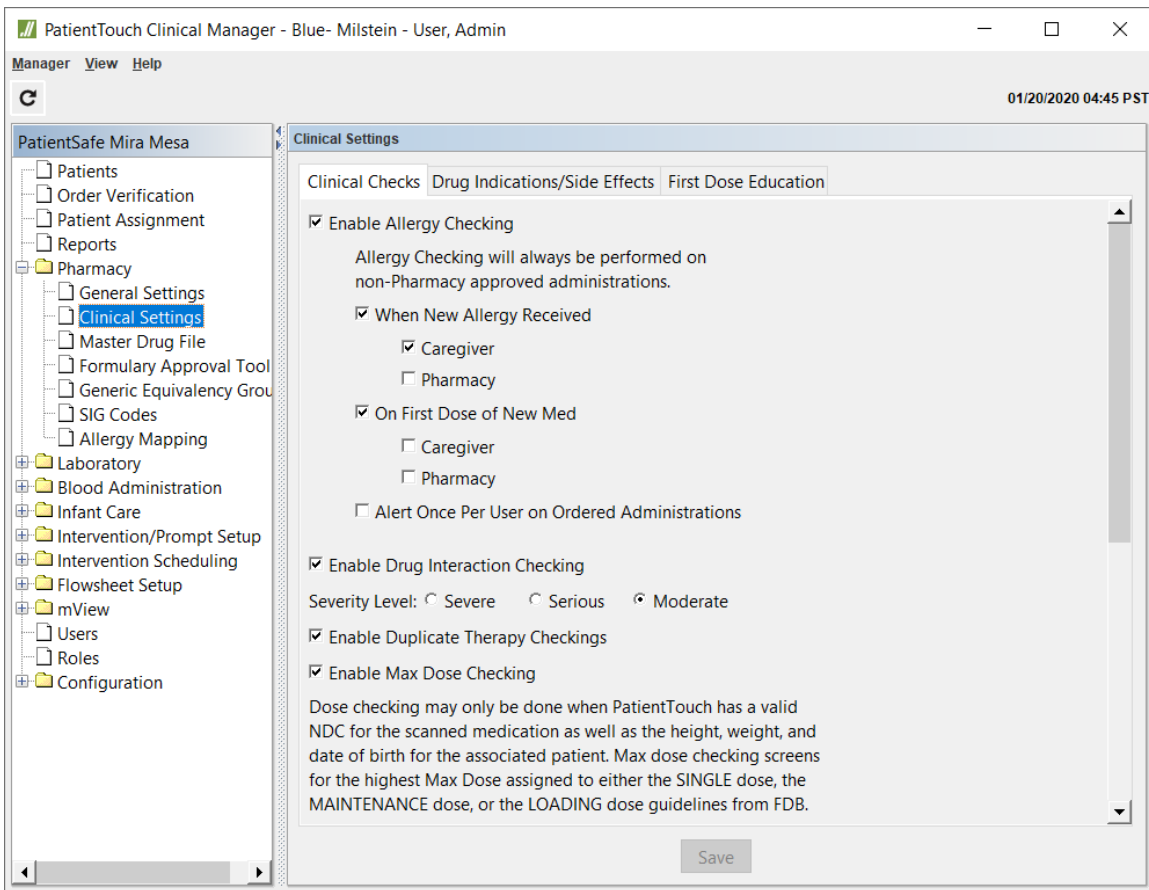 PatientTouch Clinical Manager - Blue- Milstein - User, Admin
Manager View Help
01/20/2020 04:45 PST
PatientSafe Mira Mesa
Patients
Order Verification
Patient Assignment
Reports
Pharmacy
General Settings
Clinical Settings
Master Drug File
Formulary Approval Tool
Generic Equivalency Grou
SIG Codes
Allergy Mapping
Laboratory
Blood Administration
Infant Care
Intervention/Prompt Setup
Intervention Scheduling
Flowsheet Setup
mView
Users
Roles
Configuration
Clinical Settings
Clinical Checks Drug Indications/Side Effects First Dose Education
Enable Allergy Checking
Allergy Checking will always be performed on
non-Pharmacy approved administrations.
When New Allergy Received
Caregiver
Pharmacy
On First Dose of New Med
Caregiver
Pharmacy
Alert Once Per User on Ordered Administrations
Enable Drug Interaction Checking
Severity Level: Severe Serious Moderate
Enable Duplicate Therapy Checkings
Enable Max Dose Checking
Dose checking may only be done when PatientTouch has a valid
NDC for the scanned medication as well as the height, weight, and
date of birth for the associated patient. Max dose checking screens
for the highest Max Dose assigned to either the SINGLE dose, the
MAINTENANCE dose, or the LOADING dose guidelines from FDB.
Save